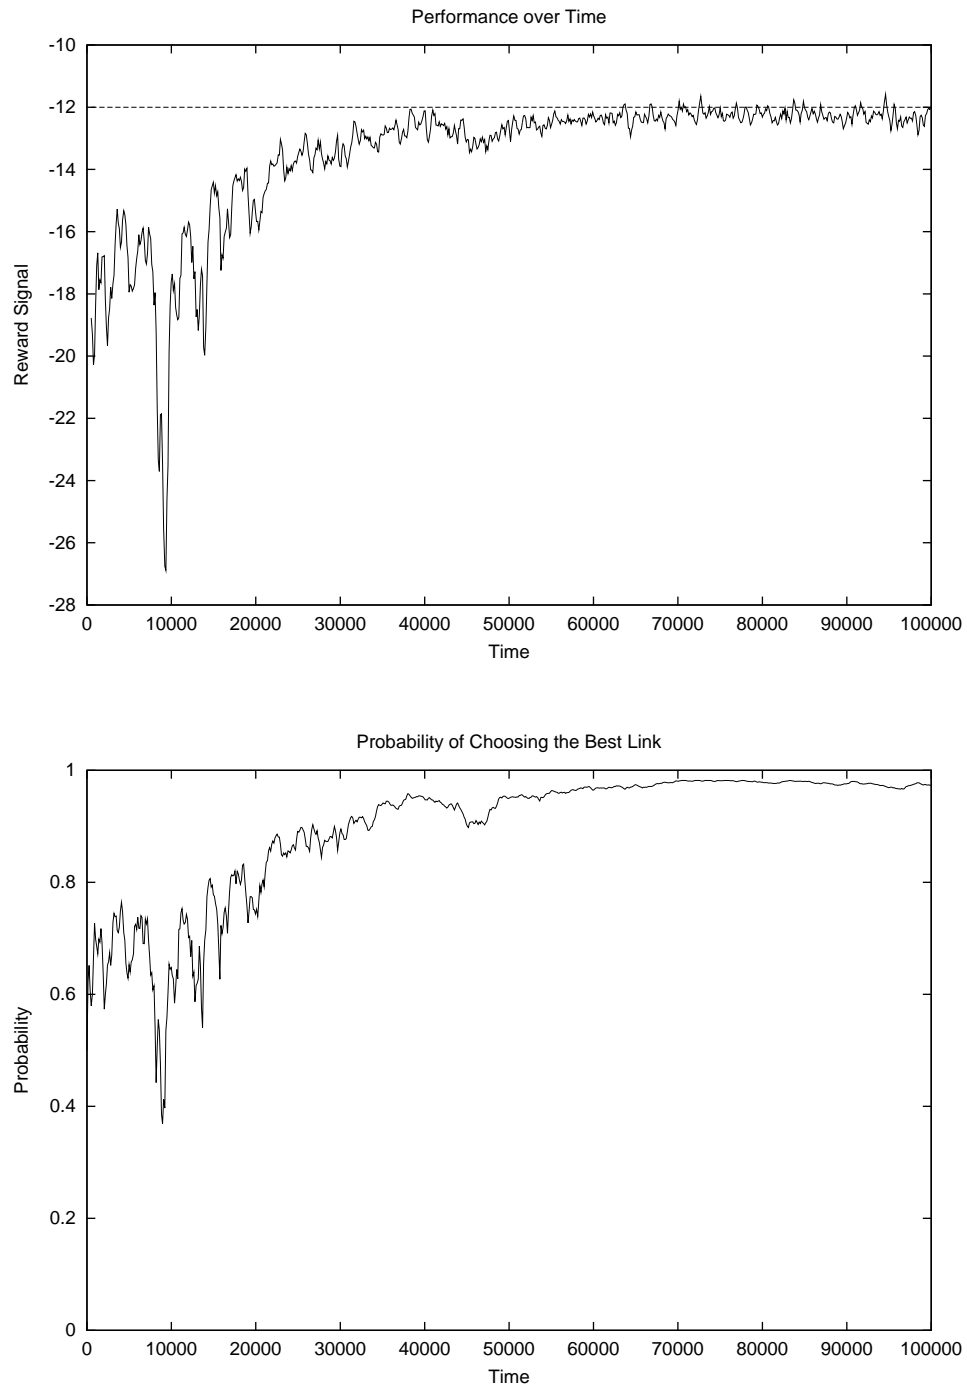 Performance over Time
-10
-12
-14
-16
-18
-20
-22
-24
-26
-28
Reward Signal
0 10000 20000 30000 40000 50000 60000 70000 80000 90000 100000
Time
Probability of Choosing the Best Link
1
0.8
0.6
0.4
0.2
0
Probability
0 10000 20000 30000 40000 50000 60000 70000 80000 90000 100000
Time